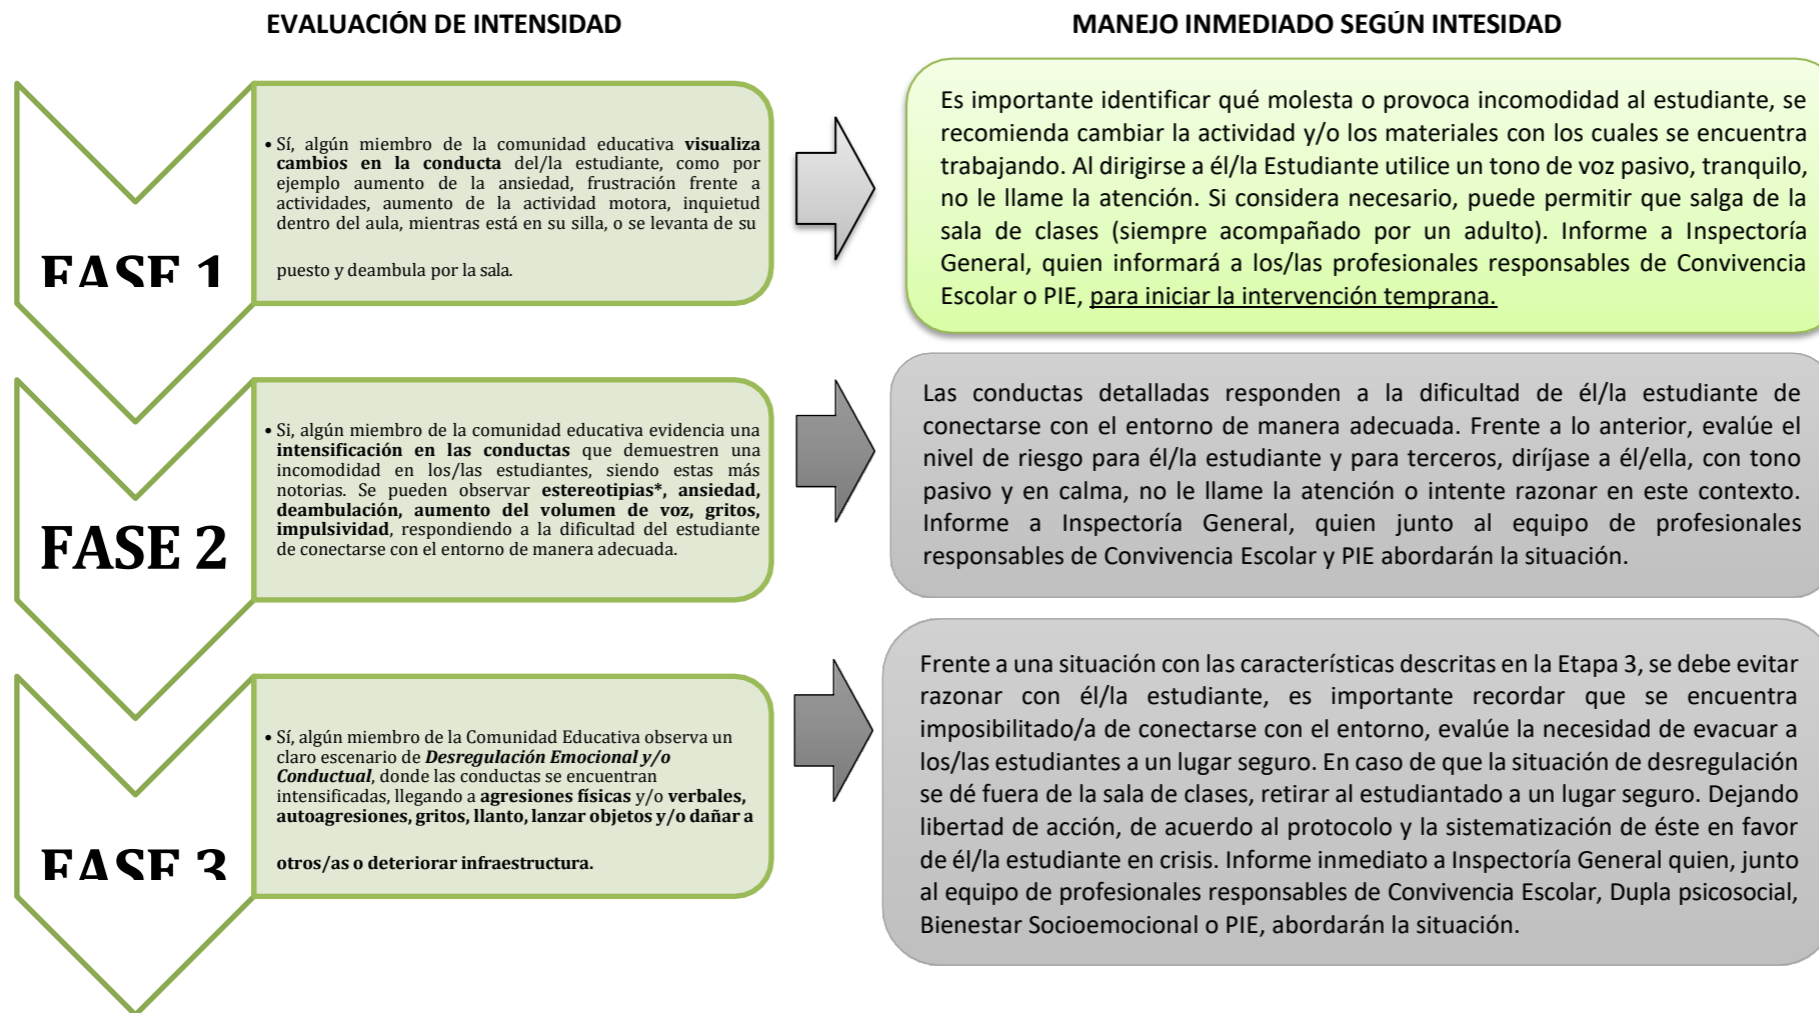 EVALUACIÓN DE INTENSIDAD
MANEJO INMEDIADO SEGÚN INTESIDAD
FASE 1
• Sí, algún miembro de la comunidad educativa visualiza
cambios en la conducta del/la estudiante, como por
ejemplo aumento de la ansiedad, frustración frente a
actividades, aumento de la actividad motora, inquietud
dentro del aula, mientras está en su silla, o se levanta de su
puesto y deambula por la sala.
Es importante identificar qué molesta o provoca incomodidad al estudiante, se
recomienda cambiar la actividad y/o los materiales con los cuales se encuentra
trabajando. Al dirigirse a él/la Estudiante utilice un tono de voz pasivo, tranquilo,
no le llame la atención. Si considera necesario, puede permitir que salga de la
sala de clases (siempre acompañado por un adulto). Informe a Inspectoría
General, quien informará a los/las profesionales responsables de Convivencia
Escolar o PIE, para iniciar la intervención temprana.
FASE 2
• Si, algún miembro de la comunidad educativa evidencia una
intensificación en las conductas que demuestren una
incomodidad en los/las estudiantes, siendo estas más
notorias. Se pueden observar estereotipias*, ansiedad,
deambulación, aumento del volumen de voz, gritos,
impulsividad, respondiendo a la dificultad del estudiante
de conectarse con el entorno de manera adecuada.
Las conductas detalladas responden a la dificultad de él/la estudiante de
conectarse con el entorno de manera adecuada. Frente a lo anterior, evalúe el
nivel de riesgo para él/la estudiante y para terceros, diríjase a él/ella, con tono
pasivo y en calma, no le llame la atención o intente razonar en este contexto.
Informe a Inspectoría General, quien junto al equipo de profesionales
responsables de Convivencia Escolar y PIE abordarán la situación.
FASE 3
• Sí, algún miembro de la Comunidad Educativa observa un
claro escenario de Desregulación Emocional y/o
Conductual, donde las conductas se encuentran
intensificadas, llegando a agresiones físicas y/o verbales,
autoagresiones, gritos, llanto, lanzar objetos y/o dañar a
otros/as o deteriorar infraestructura.
Frente a una situación con las características descritas en la Etapa 3, se debe evitar
razonar con él/la estudiante, es importante recordar que se encuentra
imposibilitado/a de conectarse con el entorno, evalúe la necesidad de evacuar a
los/las estudiantes a un lugar seguro. En caso de que la situación de desregulación
se dé fuera de la sala de clases, retirar al estudiantado a un lugar seguro. Dejando
libertad de acción, de acuerdo al protocolo y la sistematización de éste en favor
de él/la estudiante en crisis. Informe inmediato a Inspectoría General quien, junto
al equipo de profesionales responsables de Convivencia Escolar, Dupla psicosocial,
Bienestar Socioemocional o PIE, abordarán la situación.